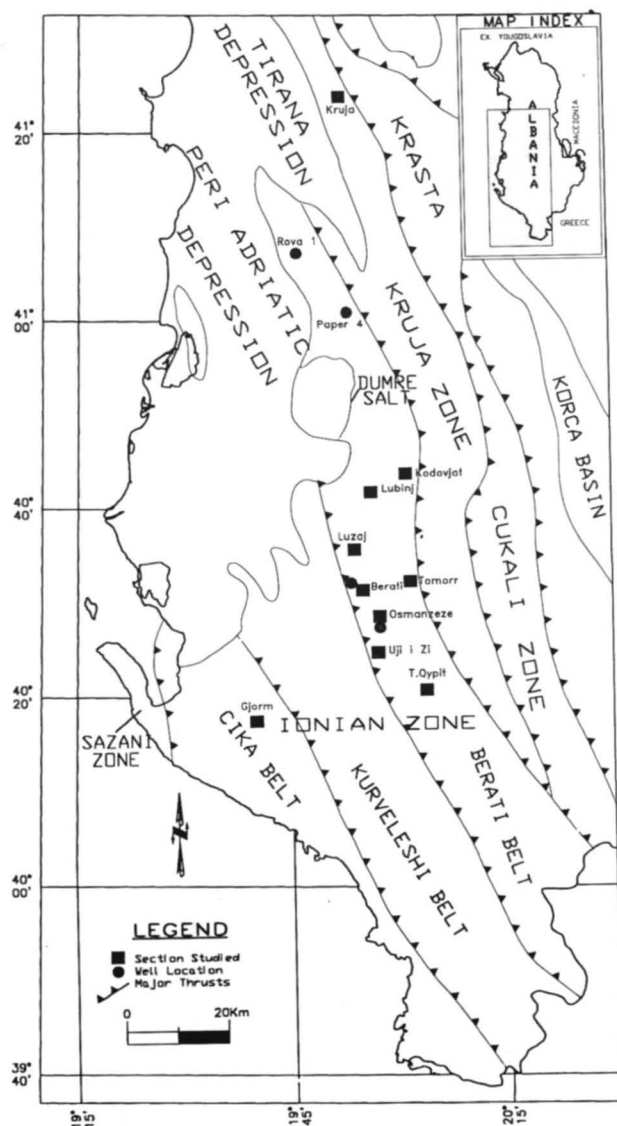 MAP INDEX
EX. YOUGOSLAVIA
ALBANIA
MACEDONIA
GREECE
TIRANA
DEPRESSION
Kruja
KRASTA
41°
20'
PERI ADRIATIC
DEPRESSION
Rova 1
41°
00'
Paper 4
KRUJA ZONE
DUMRE
SALT
KORCA BASIN
Kodovjat
Lubinj
40°
40'
CUKALI ZONE
Luzaj
Berati
Tomorr
Osmanzeze
Uji i Zi
40°
20'
T.Qypit
Gjorm
IONIAN ZONE
SAZANI
ZONE
CIKA BELT
KURVELESHI BELT
BERATI BELT
N
40°
00'
LEGEND
Section Studied
Well Location
Major Thrusts
0 20Km
39°
40'
19°
15'
19°
45'
20°
15'